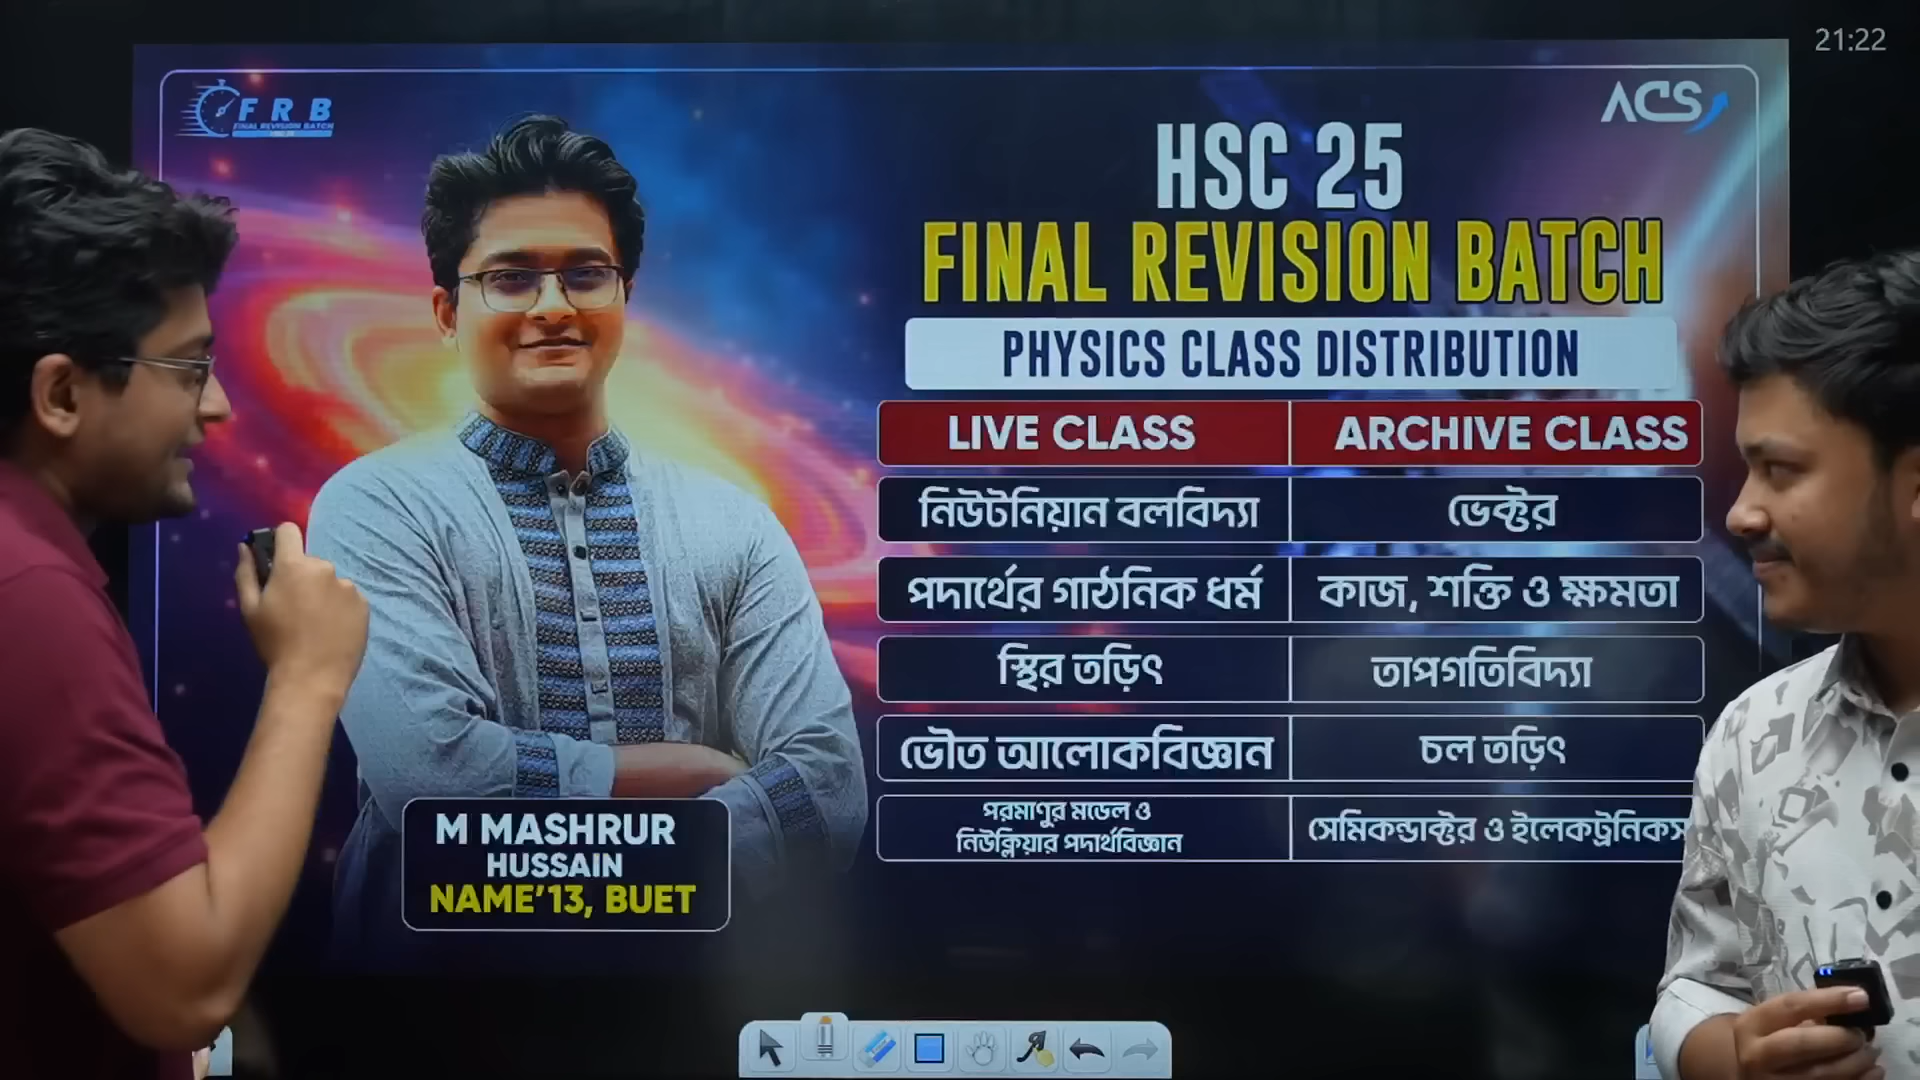 21:22
FRB
FINAL REVISION BATCH
ACS
HSC 25
FINAL REVISION BATCH
PHYSICS CLASS DISTRIBUTION
LIVE CLASS ARCHIVE CLASS
নিউটনিয়ান বলবিদ্যা ভেক্টর
পদার্থের গাঠনিক ধর্ম কাজ, শক্তি ও ক্ষমতা
স্থির তড়িৎ তাপগতিবিদ্যা
ভৌত আলোকবিজ্ঞান চল তড়িৎ
পরমাণুর মডেল ও
নিউক্লিয়ার পদার্থবিজ্ঞান
সেমিকন্ডাক্টর ও ইলেকট্রনিকস
M MASHRUR
HUSSAIN
NAME'13, BUET